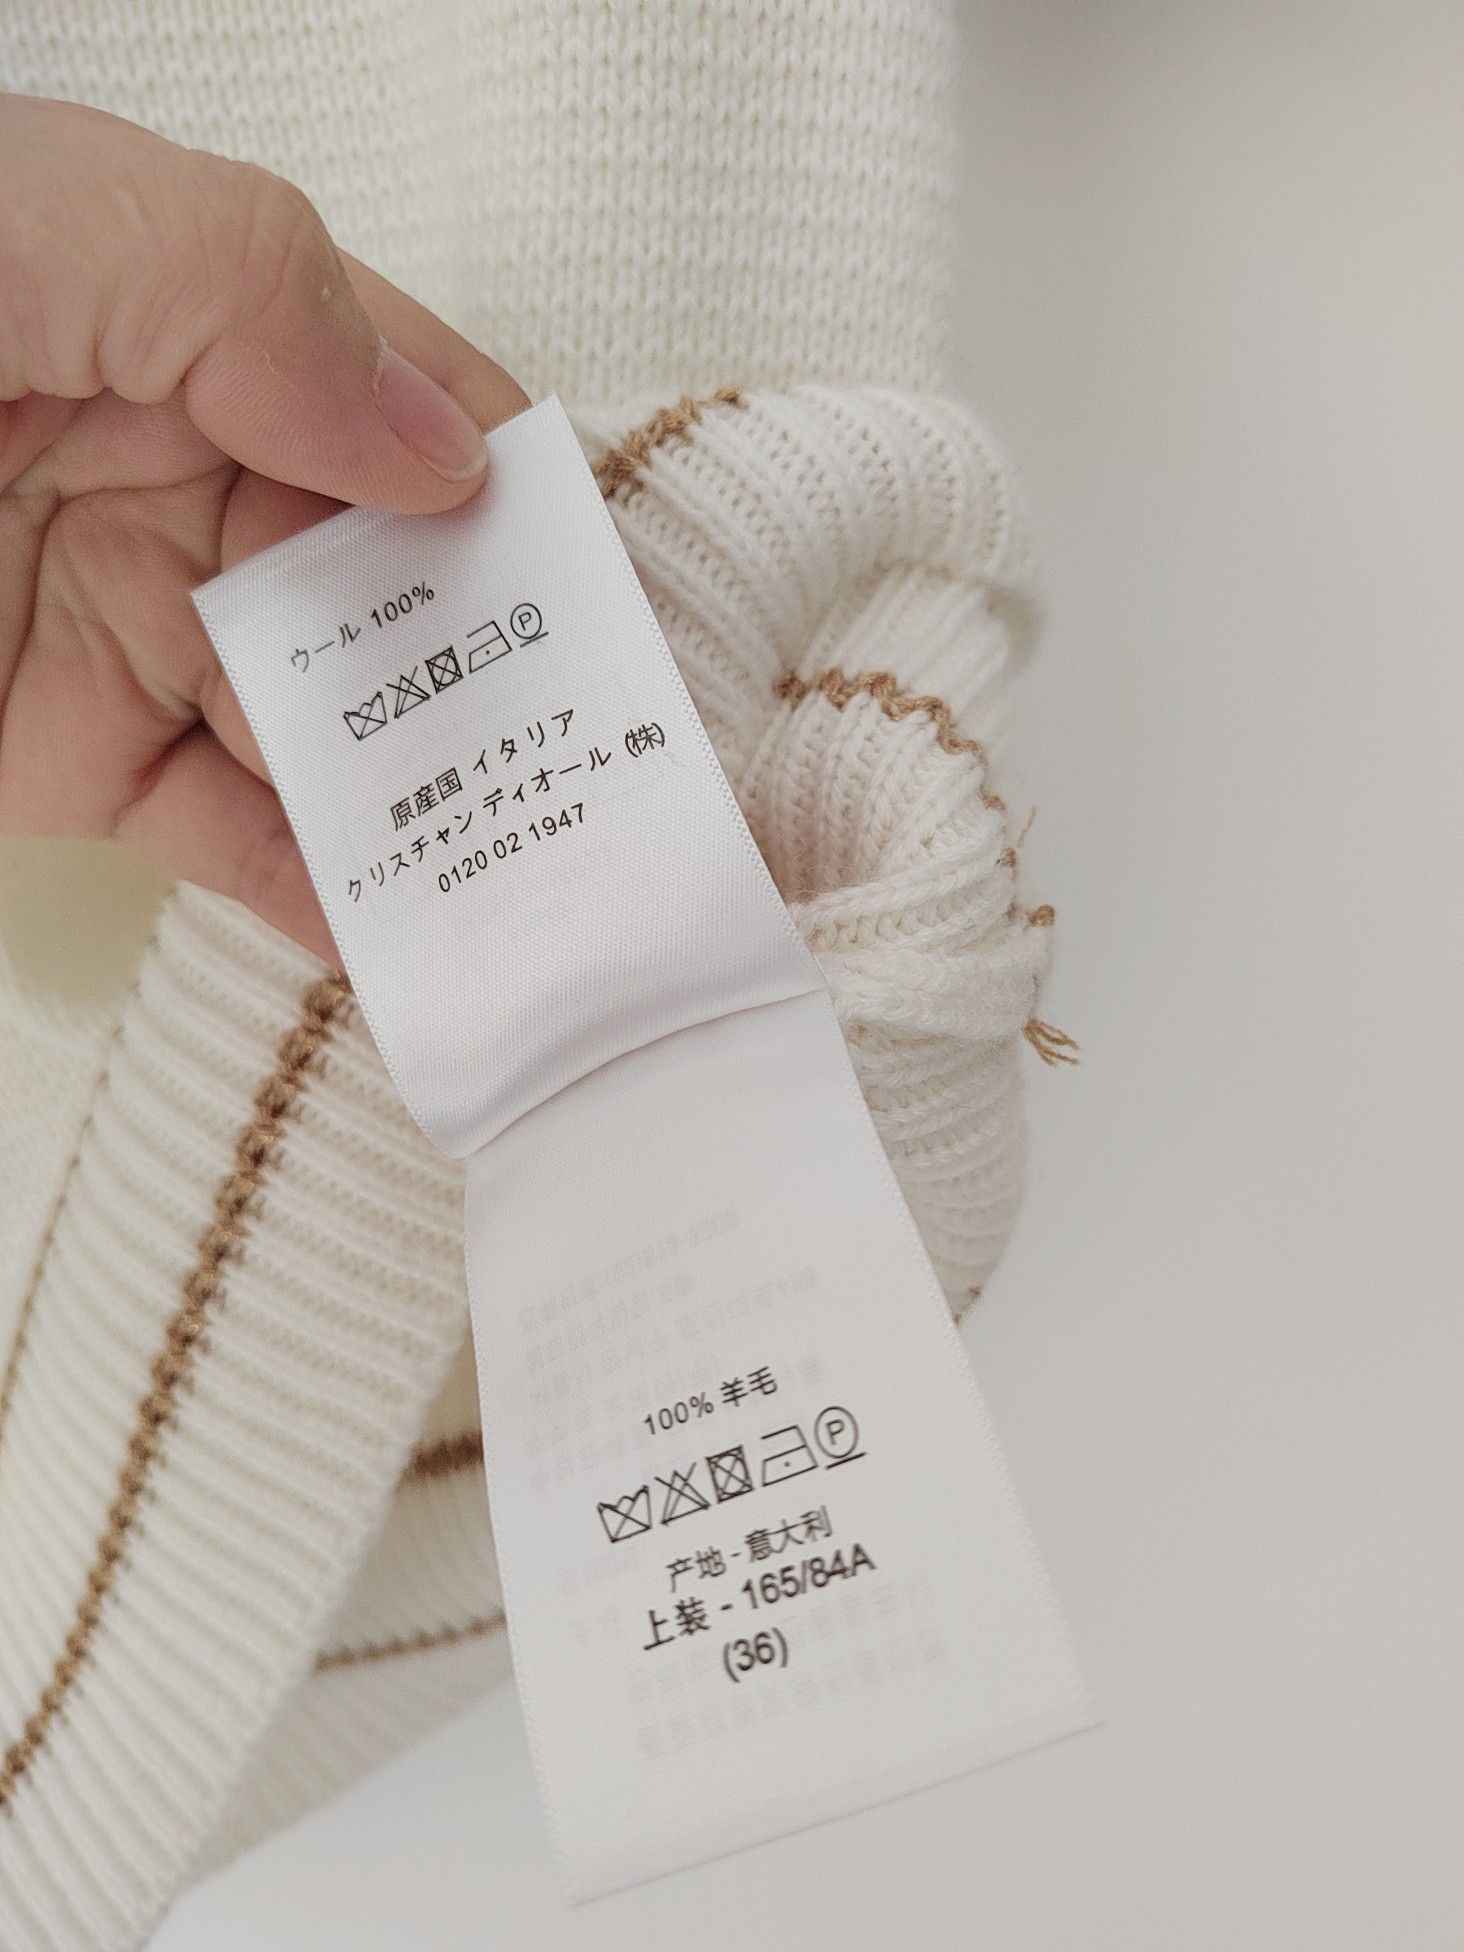 ウール 100%
P
原産国 イタリア
クリスチャン ディオール (株)
0120 02 1947
100% 羊毛
P
产地 - 意大利
上装 - 165/84A
(36)